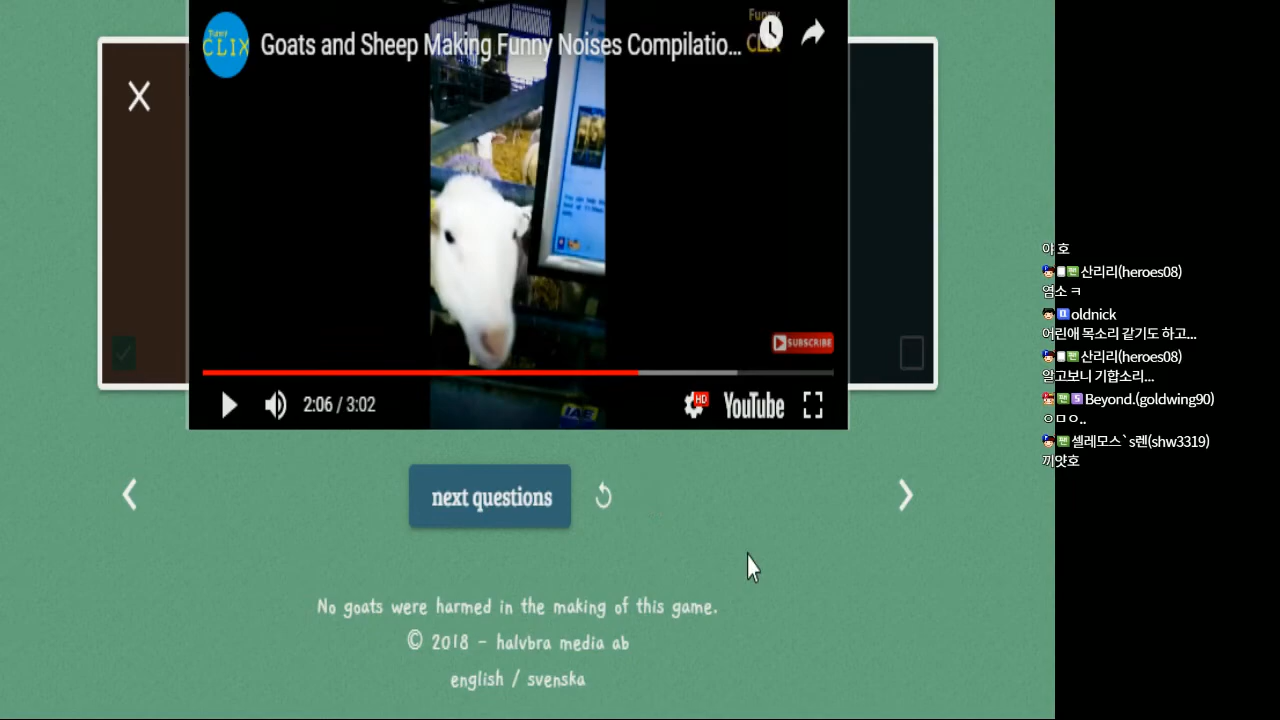 Funny
CLIX
Goats and Sheep Making Funny Noises Compilatio...
Funny
CLIX
SUBSCRIBE
2:06 / 3:02
HD
YouTube
next questions
No goats were harmed in the making of this game.
© 2018 - halvbra media ab
english / svenska
야 호
산리리(heroes08)
염소 ㅋ
oldnick
어린애 목소리 같기도 하고...
산리리(heroes08)
알고보니 기합소리...
Beyond.(goldwing90)
ㅇㅁㅇ..
셀레모스`s렌(shw3319)
끼얏호